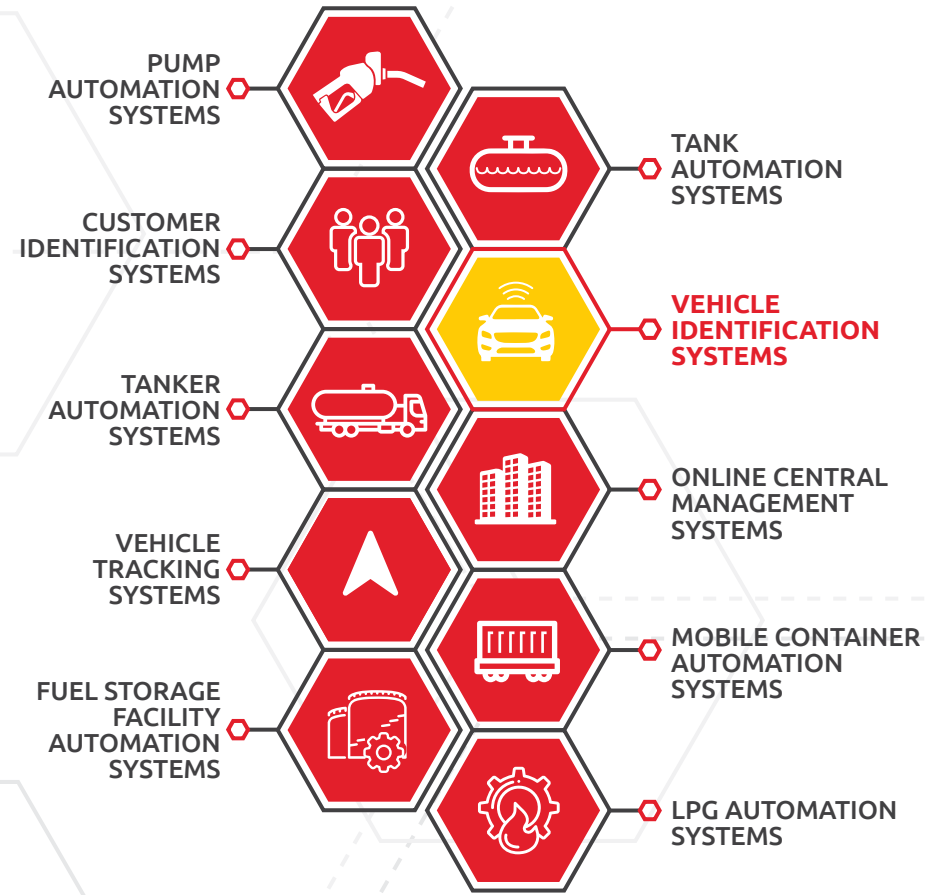 PUMP
AUTOMATION
SYSTEMS
TANK
AUTOMATION
SYSTEMS
CUSTOMER
IDENTIFICATION
SYSTEMS
VEHICLE
IDENTIFICATION
SYSTEMS
TANKER
AUTOMATION
SYSTEMS
ONLINE CENTRAL
MANAGEMENT
SYSTEMS
VEHICLE
TRACKING
SYSTEMS
MOBILE CONTAINER
AUTOMATION
SYSTEMS
FUEL STORAGE
FACILITY
AUTOMATION
SYSTEMS
LPG AUTOMATION
SYSTEMS